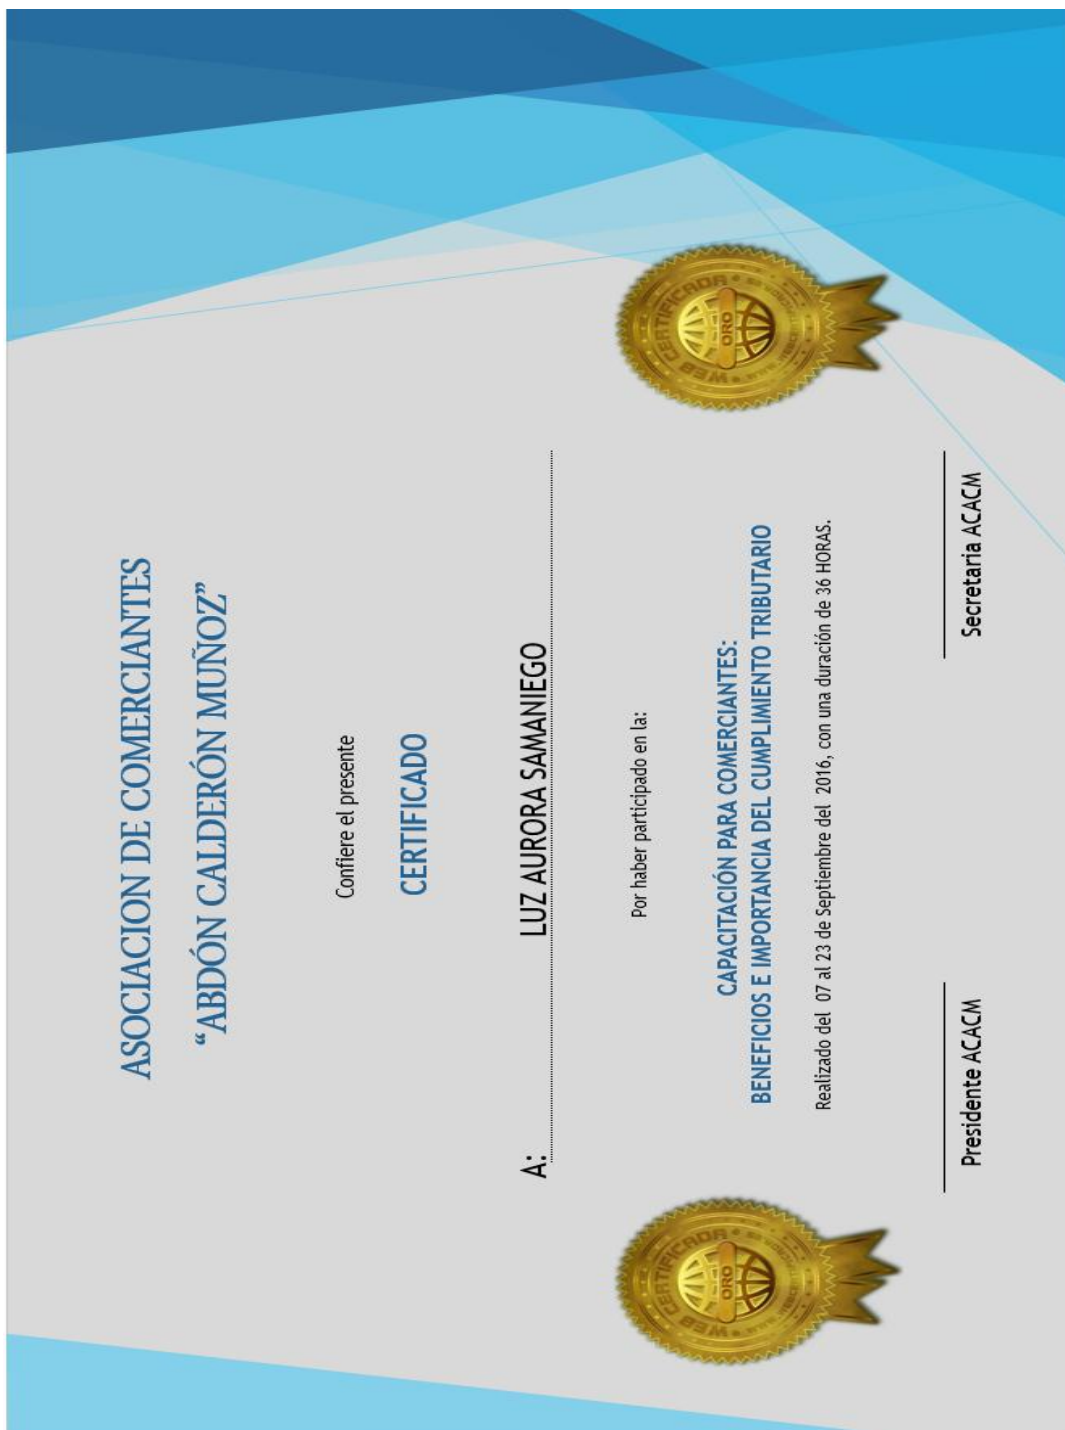 ASOCIACION DE COMERCIANTES
“ABDÓN CALDERÓN MUÑOZ”
Confiere el presente
CERTIFICADO
A: LUZ AURORA SAMANIEGO
Por haber participado en la:
CAPACITACIÓN PARA COMERCIANTES:
BENEFICIOS E IMPORTANCIA DEL CUMPLIMIENTO TRIBUTARIO
Realizado del 07 al 23 de Septiembre del 2016, con una duración de 36 HORAS.
WEB CERTIFICADA
ORO
WEB CERTIFICADA
ORO
Presidente ACACM
Secretaria ACACM